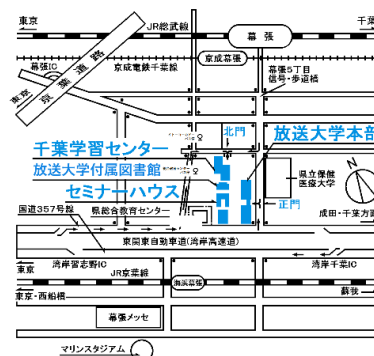 東京
JR総武線
幕張
千葉
幕張IC
京成電鉄千葉線
京成幕張
幕張5丁目
信号・歩道橋
京葉道路
東京
北門
放送大学本部
千葉学習センター
放送大学付属図書館
セミナーハウス
県立保健
医療大学
正門
国道357号線
県総合教育センター
成田・千葉方面
東関東自動車道(湾岸高速道)
東京
湾岸習志野IC
湾岸千葉IC
JR京葉線
海浜幕張
東京・西船橋
蘇我
幕張メッセ
マリンスタジアム